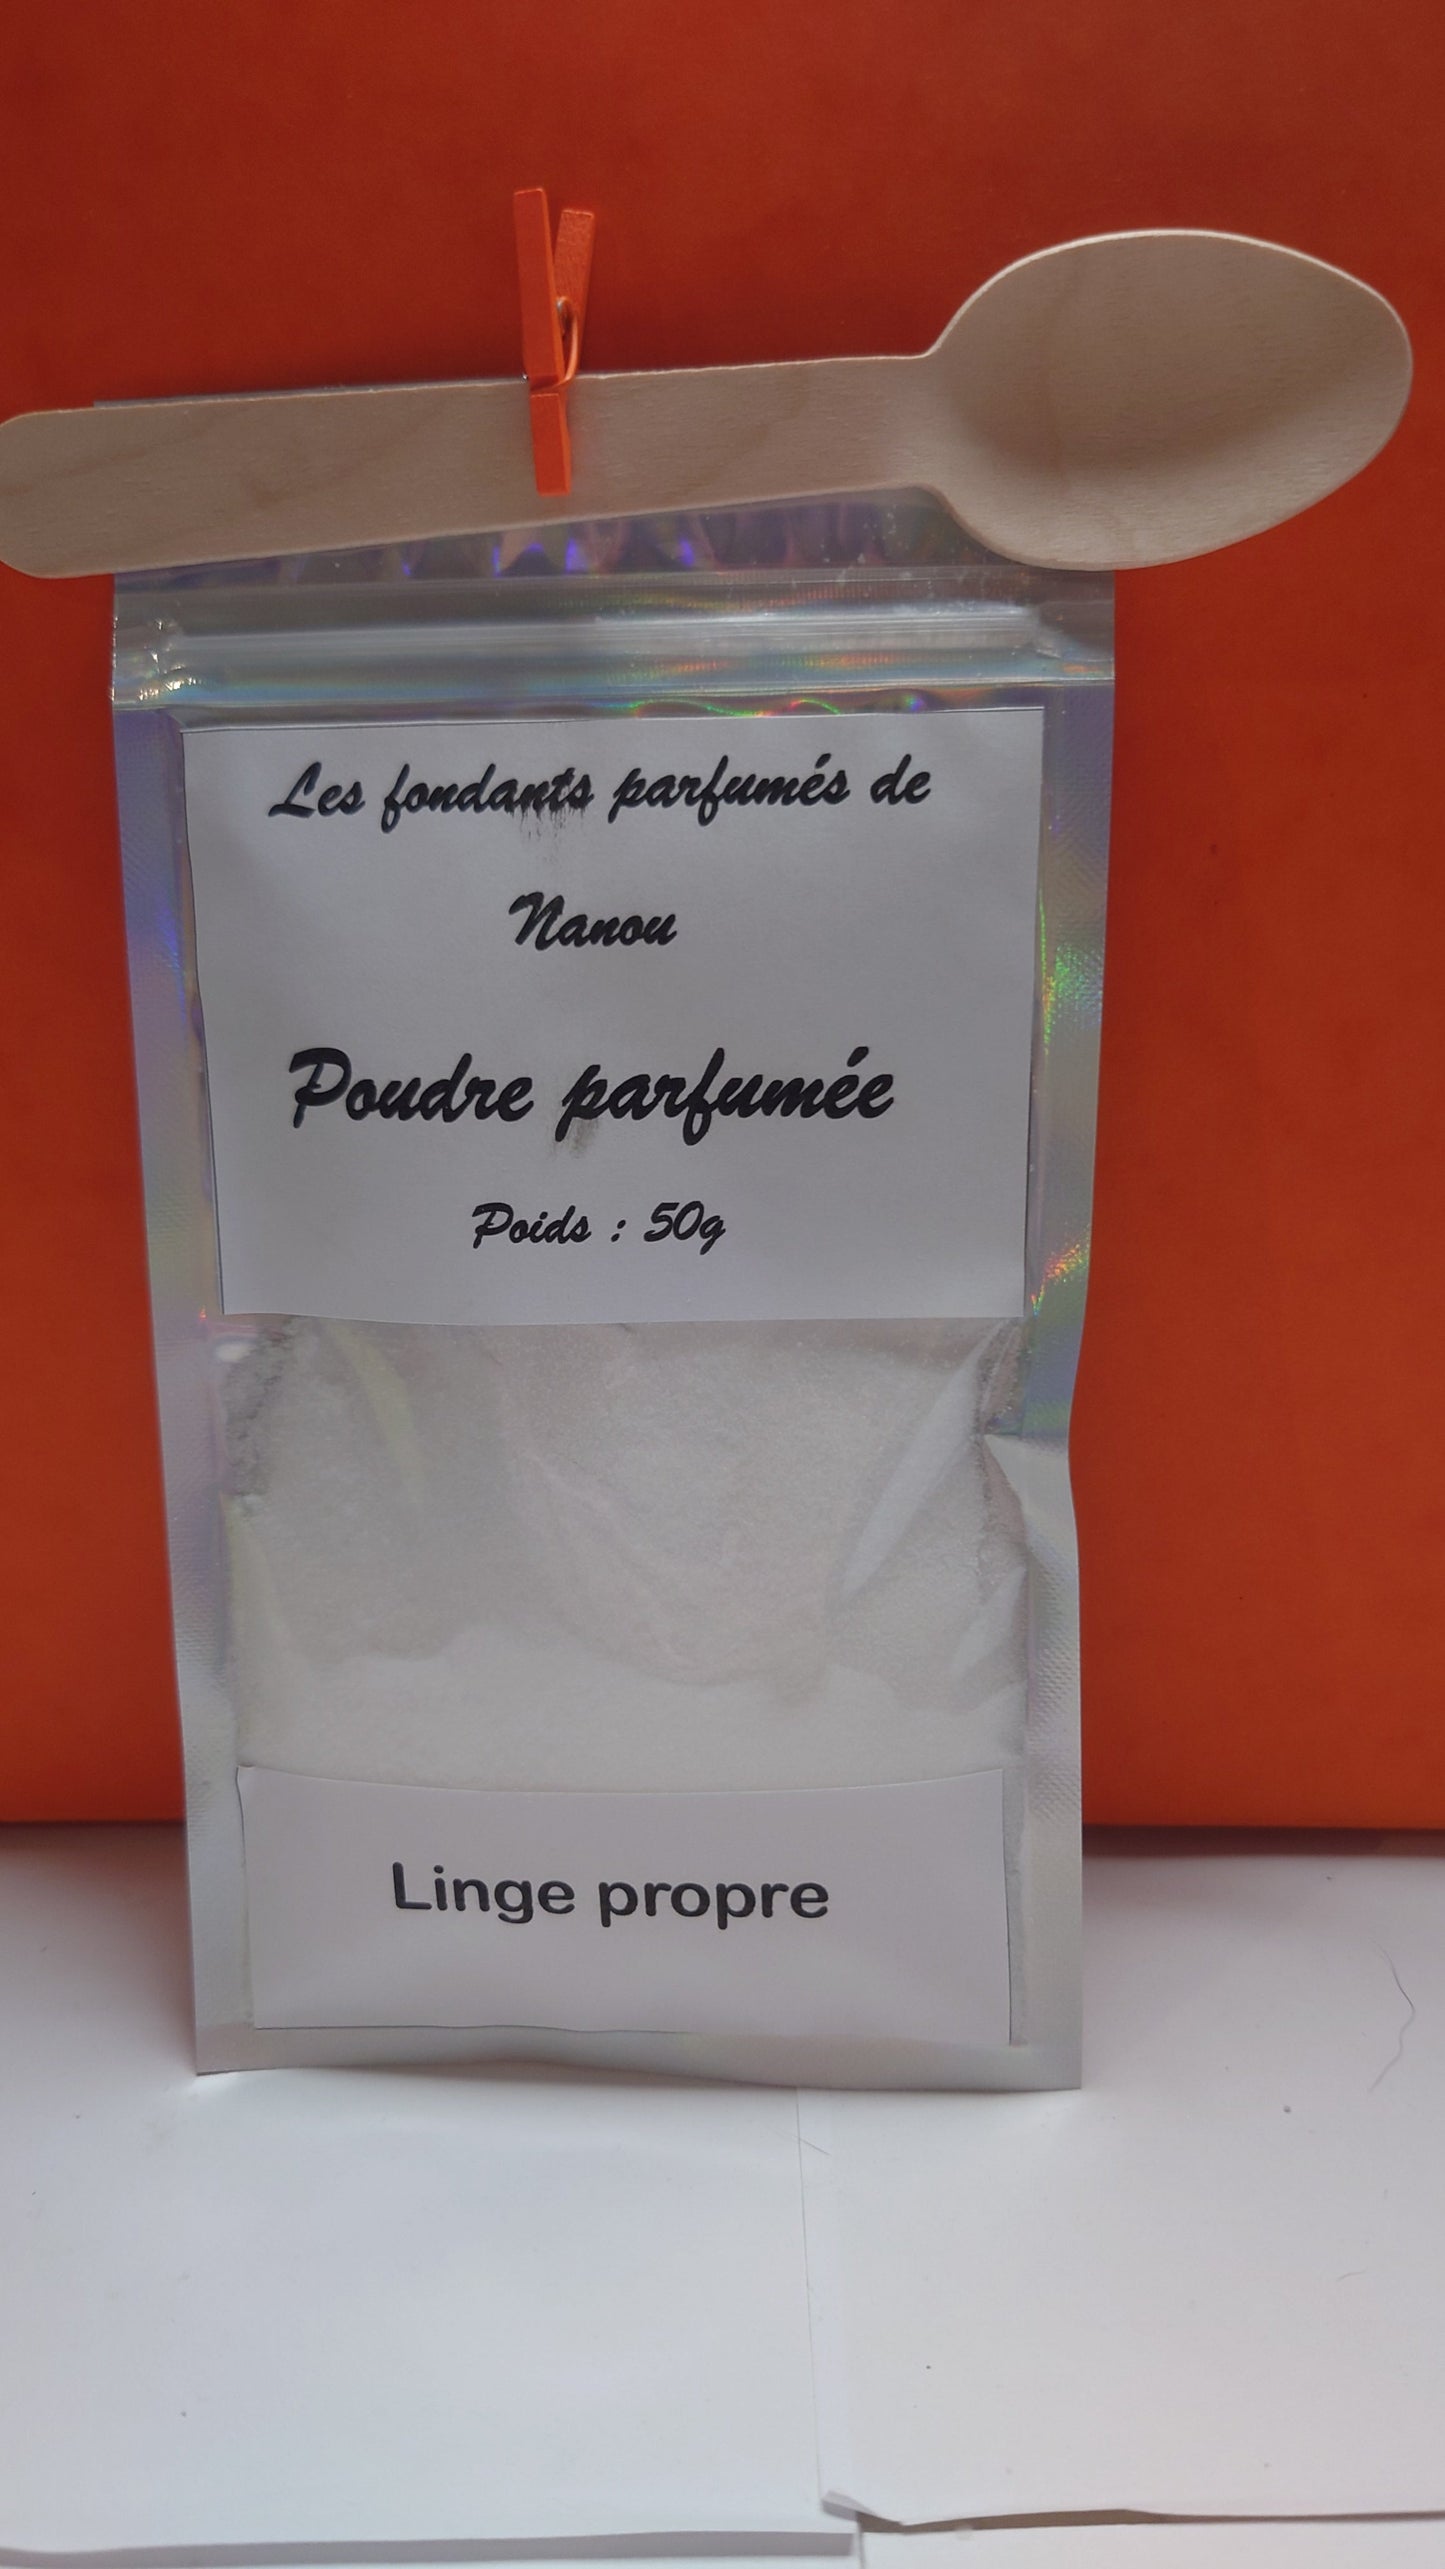 Les fondants parfumés de
Nanou
Poudre parfumée
Poids : 50g
Linge propre